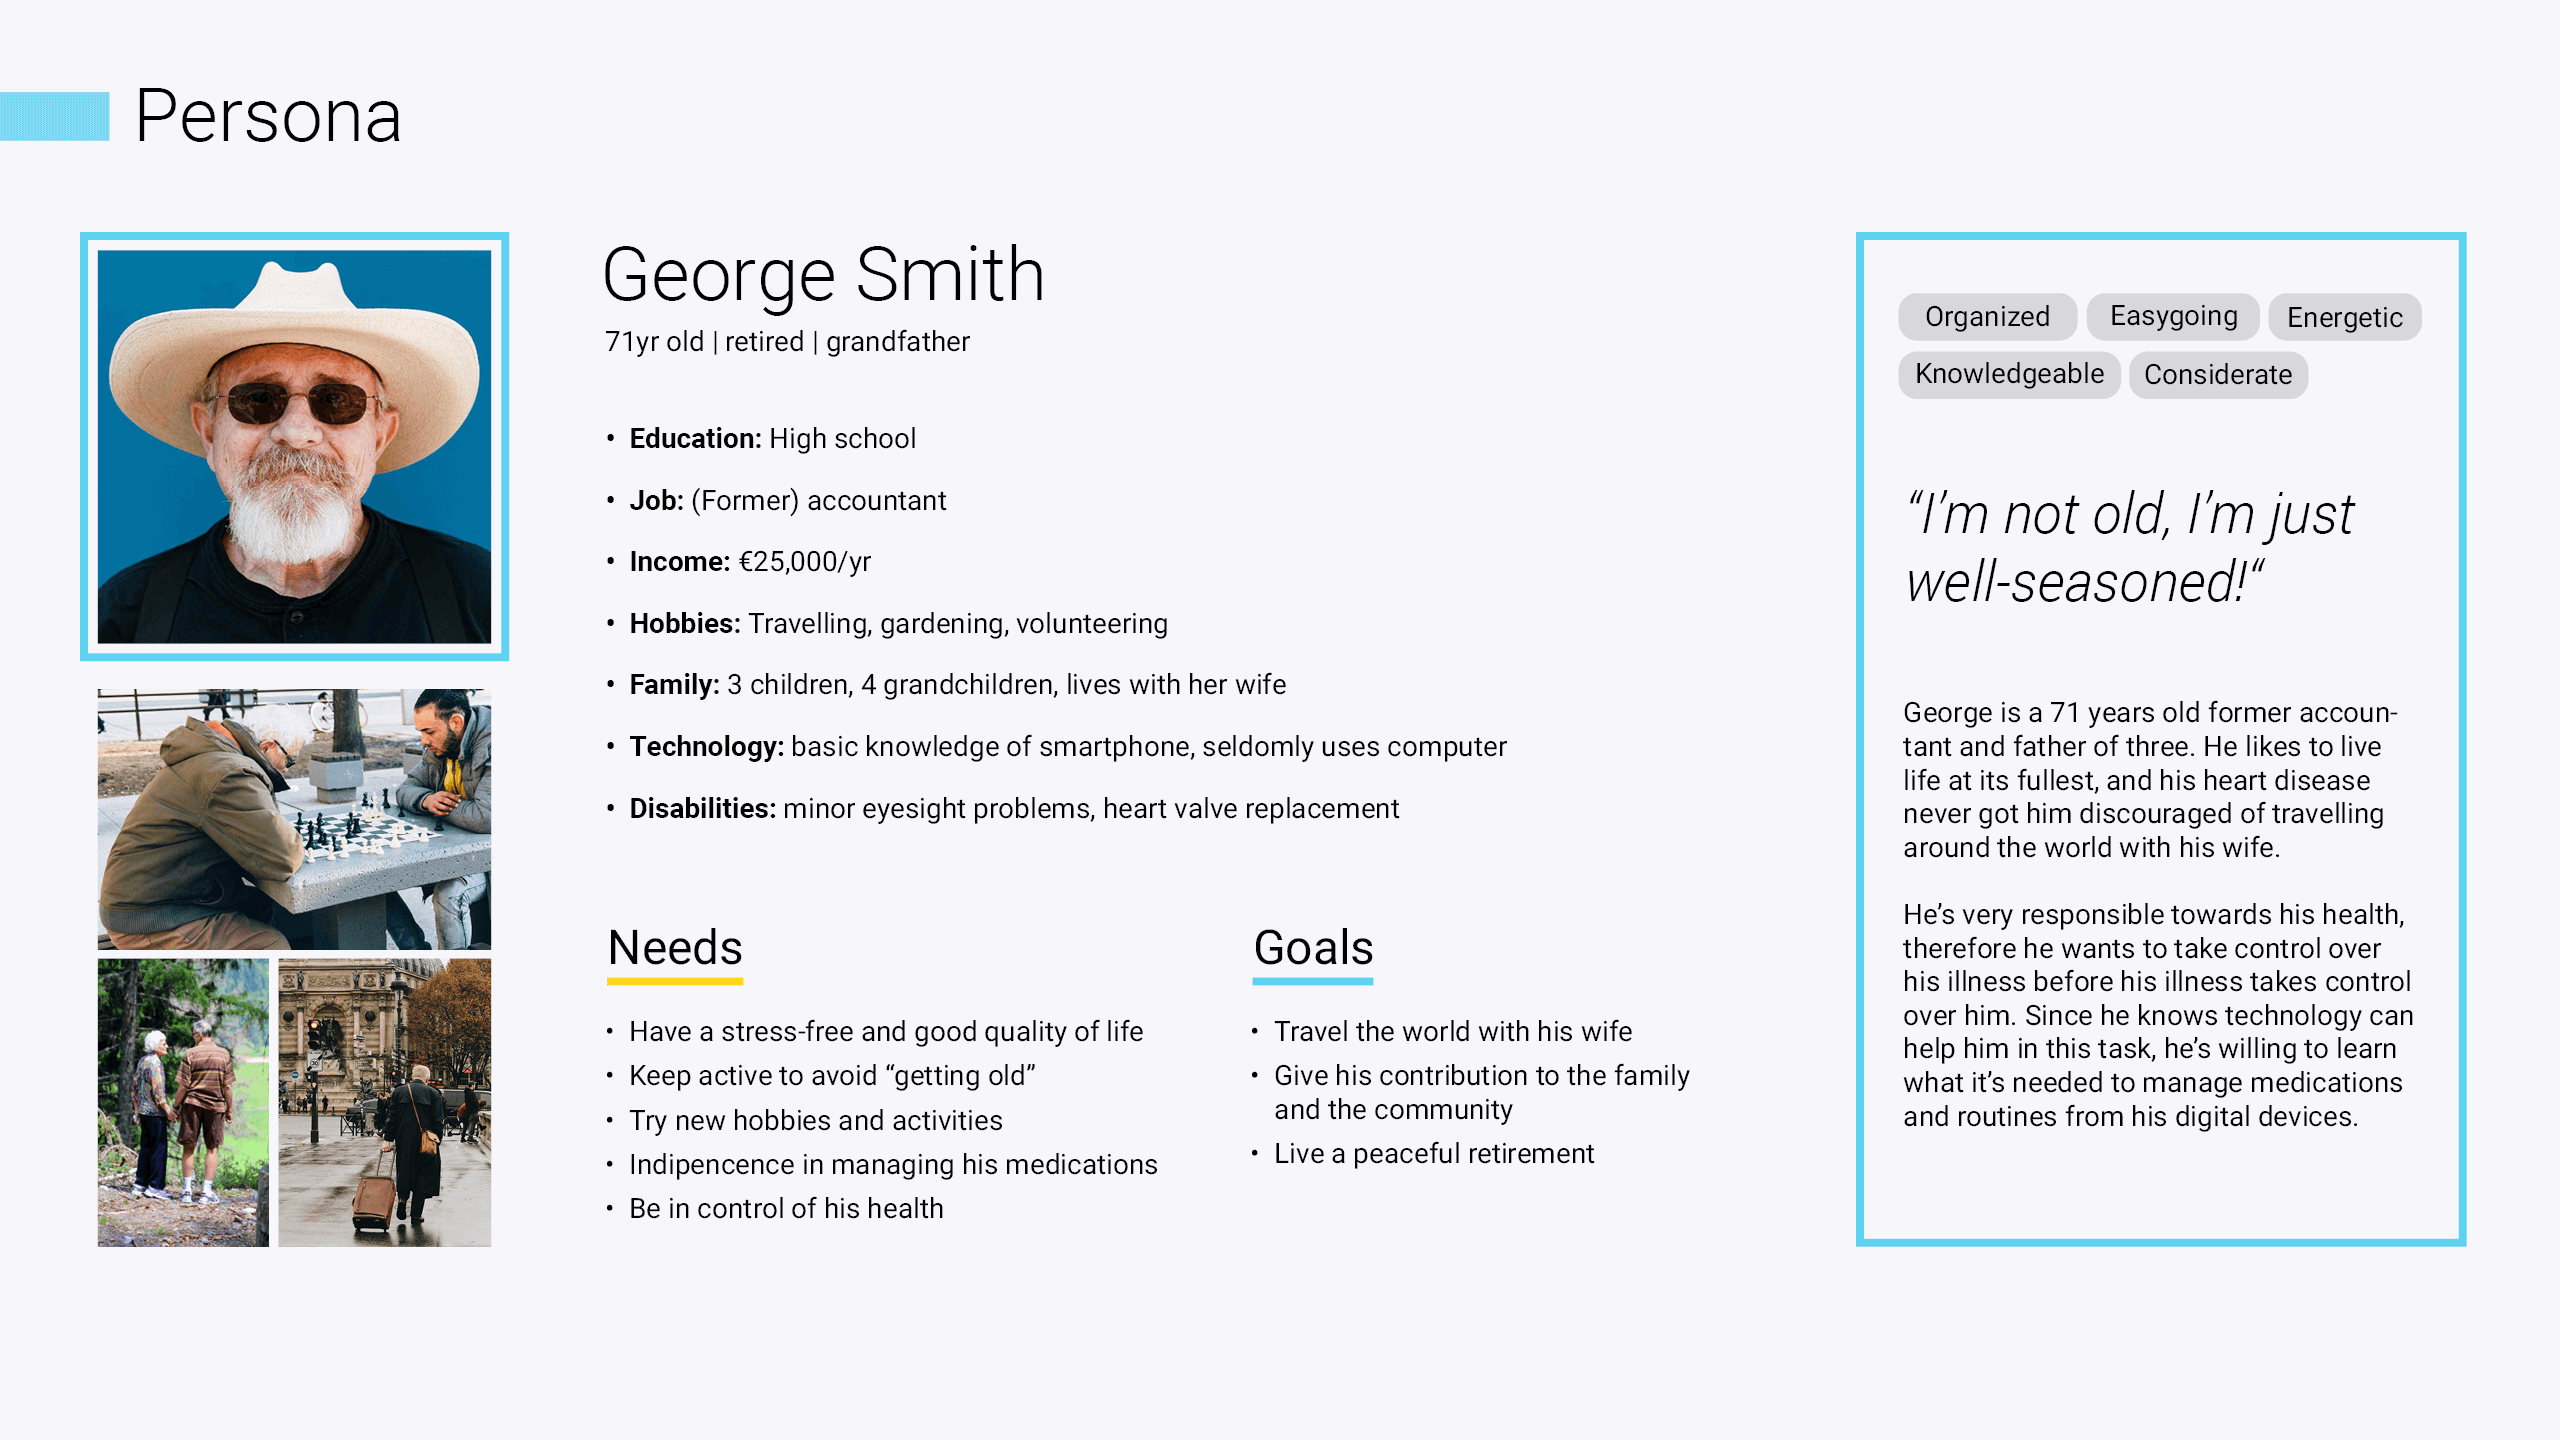 Persona
George Smith
71yr old | retired | grandfather
• Education: High school
• Job: (Former) accountant
• Income: €25,000/yr
• Hobbies: Travelling, gardening, volunteering
• Family: 3 children, 4 grandchildren, lives with her wife
• Technology: basic knowledge of smartphone, seldomly uses computer
• Disabilities: minor eyesight problems, heart valve replacement
Needs
• Have a stress-free and good quality of life
• Keep active to avoid “getting old”
• Try new hobbies and activities
• Indipencence in managing his medications
• Be in control of his health
Goals
• Travel the world with his wife
• Give his contribution to the family
and the community
• Live a peaceful retirement
Organized Easygoing Energetic
Knowledgeable Considerate
“I’m not old, I’m just
well-seasoned!“
George is a 71 years old former accoun-
tant and father of three. He likes to live
life at its fullest, and his heart disease
never got him discouraged of travelling
around the world with his wife.
He’s very responsible towards his health,
therefore he wants to take control over
his illness before his illness takes control
over him. Since he knows technology can
help him in this task, he’s willing to learn
what it’s needed to manage medications
and routines from his digital devices.